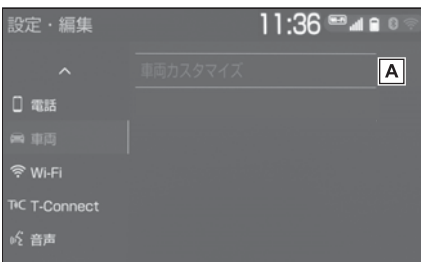 設定・編集 11:36
車両カスタマイズ A
電話
車両
Wi-Fi
T-Connect
音声